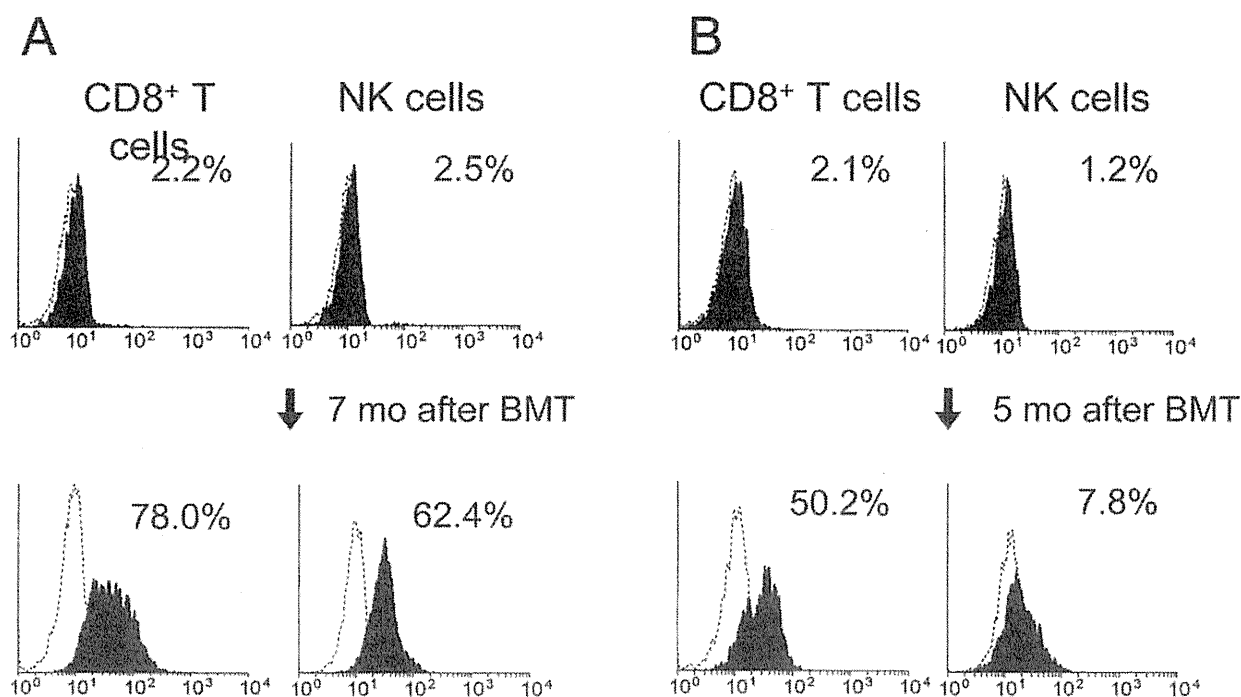 A
B
CD8⁺ T
cells
NK cells
CD8⁺ T cells
NK cells
2.2%
2.5%
2.1%
1.2%
10⁰ 10¹ 10² 10³ 10⁴
10⁰ 10¹ 10² 10³ 10⁴
10⁰ 10¹ 10² 10³ 10⁴
10⁰ 10¹ 10² 10³ 10⁴
7 mo after BMT
5 mo after BMT
78.0%
62.4%
50.2%
7.8%
10⁰ 10¹ 10² 10³ 10⁴
10⁰ 10¹ 10² 10³ 10⁴
10⁰ 10¹ 10² 10³ 10⁴
10⁰ 10¹ 10² 10³ 10⁴